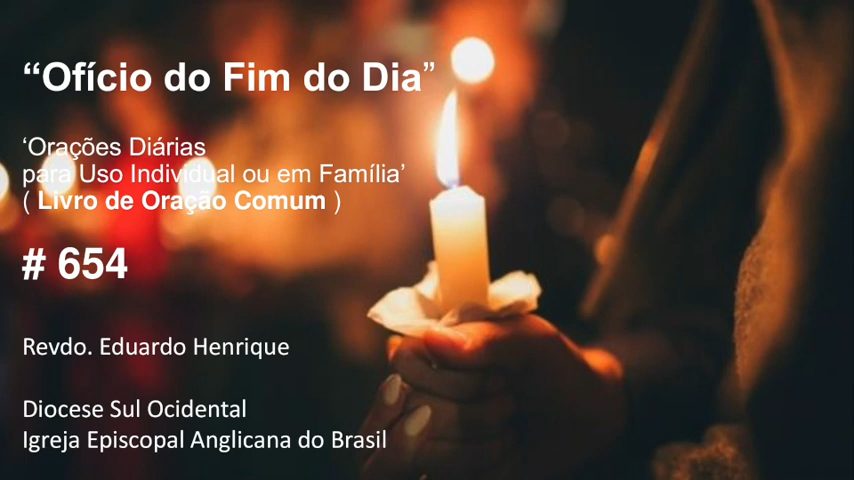 “Ofício do Fim do Dia”
‘Orações Diárias
para Uso Individual ou em Família’
( Livro de Oração Comum )
# 654
Revdo. Eduardo Henrique
Diocese Sul Ocidental
Igreja Episcopal Anglicana do Brasil